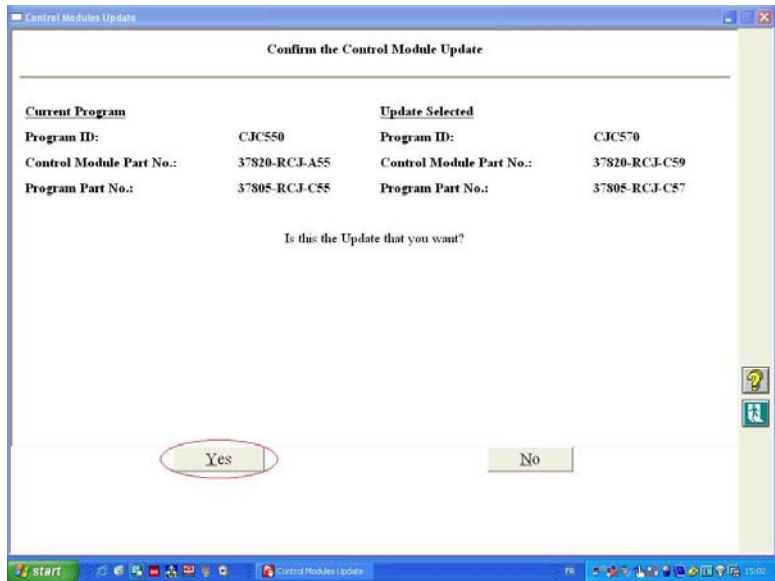 Control Modules Update
Confirm the Control Module Update
Current Program Update Selected
Program ID: CJC550 Program ID: CJC570
Control Module Part No.: 37820-RCJ-A55 Control Module Part No.: 37820-RCJ-C59
Program Part No.: 37805-RCJ-C55 Program Part No.: 37805-RCJ-C57
Is this the Update that you want?
Yes No
start Control Modules Update FR 15:02